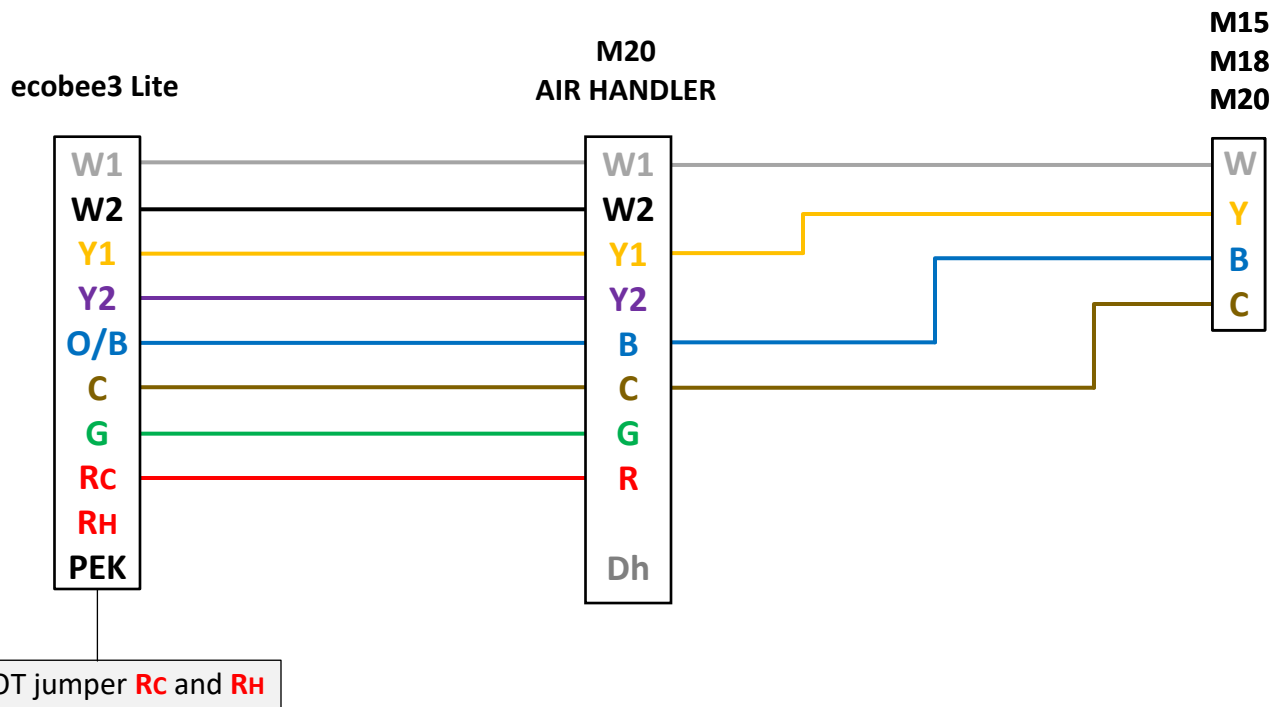 M15
M18
M20
M20
AIR HANDLER
ecobee3 Lite
W1
W2
Y1
Y2
O/B
C
G
RC
RH
PEK
W1
W2
Y1
Y2
B
C
G
R
Dh
W
Y
B
C
jumper RC and RH